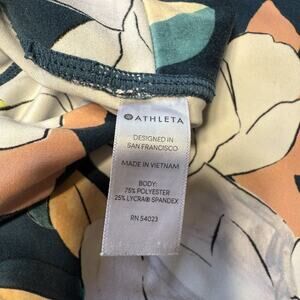 ATHLETA
DESIGNED IN
SAN FRANCISCO
MADE IN VIETNAM
BODY:
75% POLYESTER
25% LYCRA® SPANDEX
RN 54023